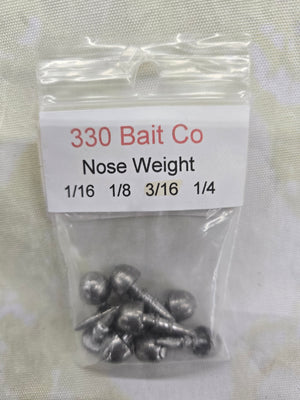 330 Bait Co
Nose Weight
1/16 1/8 3/16 1/4